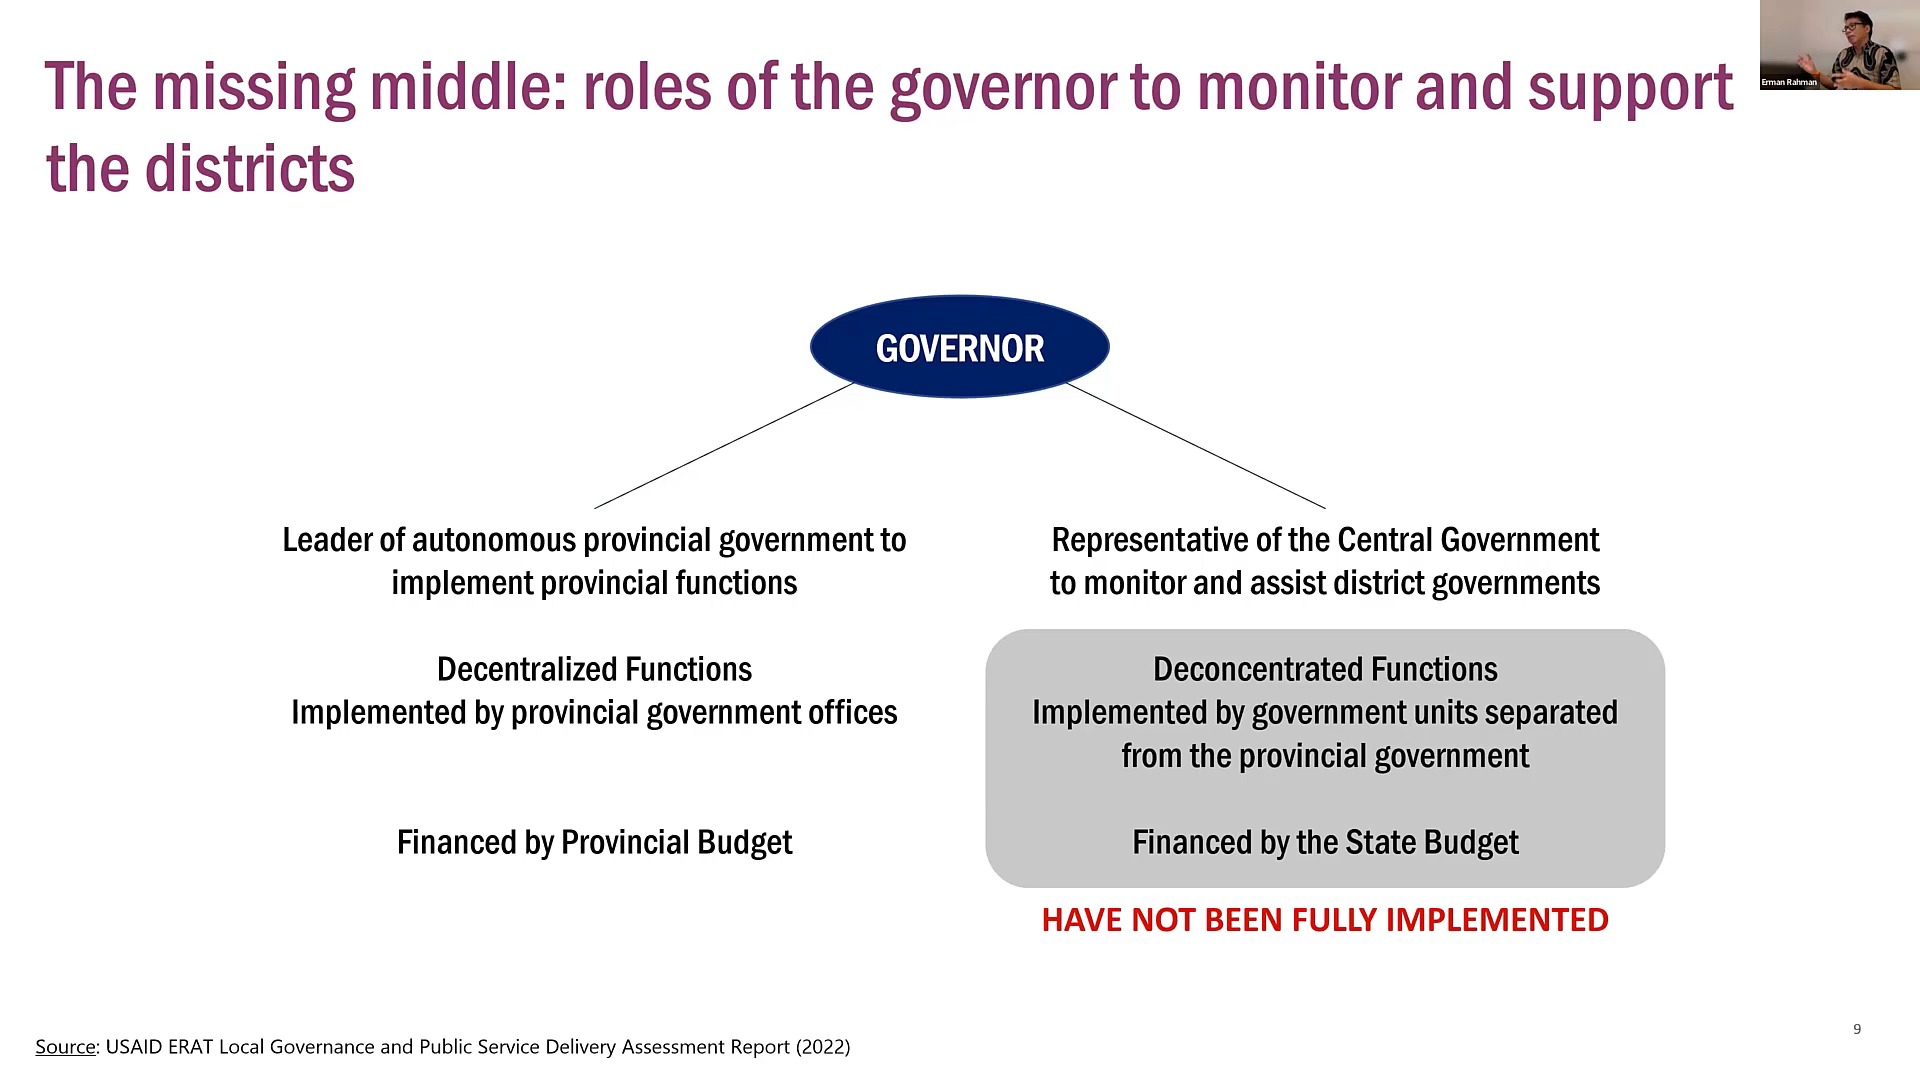 The missing middle: roles of the governor to monitor and support
the districts
Erman Rahman
GOVERNOR
Leader of autonomous provincial government to
implement provincial functions
Decentralized Functions
Implemented by provincial government offices
Financed by Provincial Budget
Representative of the Central Government
to monitor and assist district governments
Deconcentrated Functions
Implemented by government units separated
from the provincial government
Financed by the State Budget
HAVE NOT BEEN FULLY IMPLEMENTED
Source: USAID ERAT Local Governance and Public Service Delivery Assessment Report (2022)
9